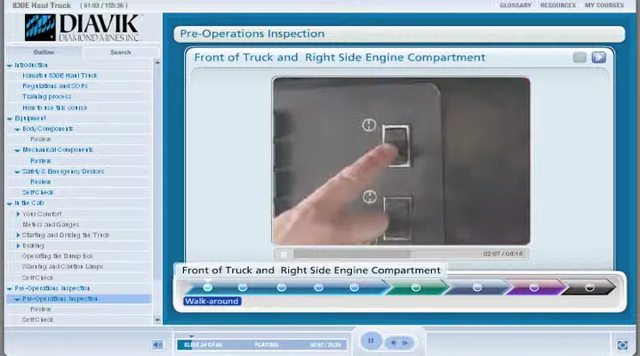 830E Haul Truck
61:03 / 155:26
GLOSSARY
RESOURCES
MY COURSES
DIAVIK
DIAMOND MINES INC.
Outline
Search
Introduction
Komatsu 830E Haul Truck
Regulations and SOPs
Training process
How to use this course
Equipment
Body Components
Review
Mechanical Components
Review
Safety & Emergency Devices
Review
Self Check
In the Cab
Your Comfort
Meters and Gauges
Starting and Driving the Truck
Braking
Operating the Dump Box
Warning and Caution Lamps
Self Check
Pre-Operations Inspection
Pre-Operations Inspection
Review
Self Check
Pre-Operations Inspection
Front of Truck and Right Side Engine Compartment
02:07 / 04:14
Front of Truck and Right Side Engine Compartment
Walk-around
PLAYING